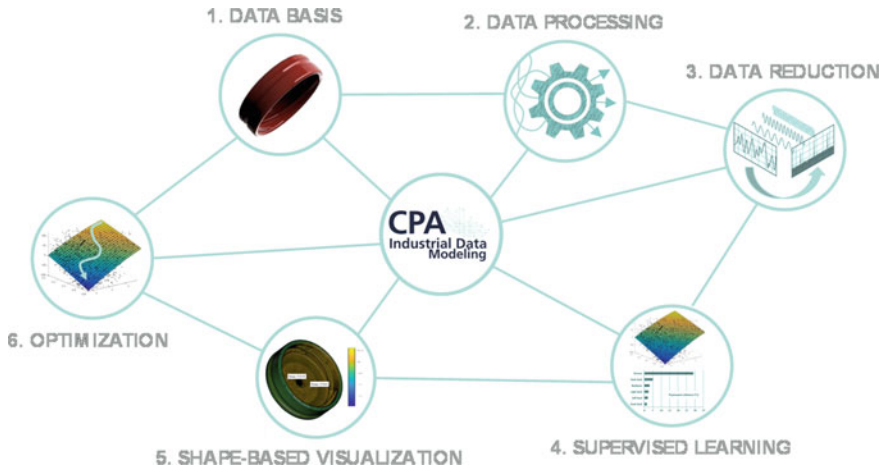 1. DATA BASIS
2. DATA PROCESSING
3. DATA REDUCTION
CPA
Industrial Data
Modeling
6. OPTIMIZATION
5. SHAPE-BASED VISUALIZATION
4. SUPERVISED LEARNING